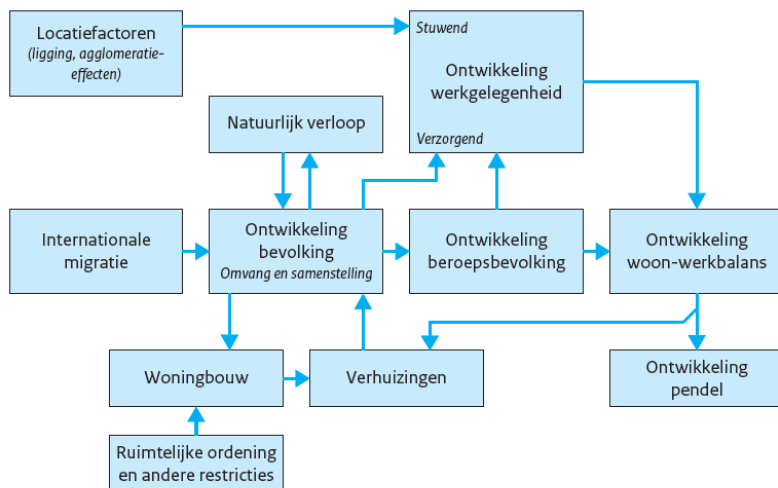 Locatiefactoren
(ligging, agglomeratie-
effecten)
Stuwend
Ontwikkeling
werkgelegenheid
Verzorgend
Natuurlijk verloop
Internationale
migratie
Ontwikkeling
bevolking
Omvang en samenstelling
Ontwikkeling
beroepsbevolking
Ontwikkeling
woon-werkbalans
Woningbouw
Verhuizingen
Ontwikkeling
pendel
Ruimtelijke ordening
en andere restricties